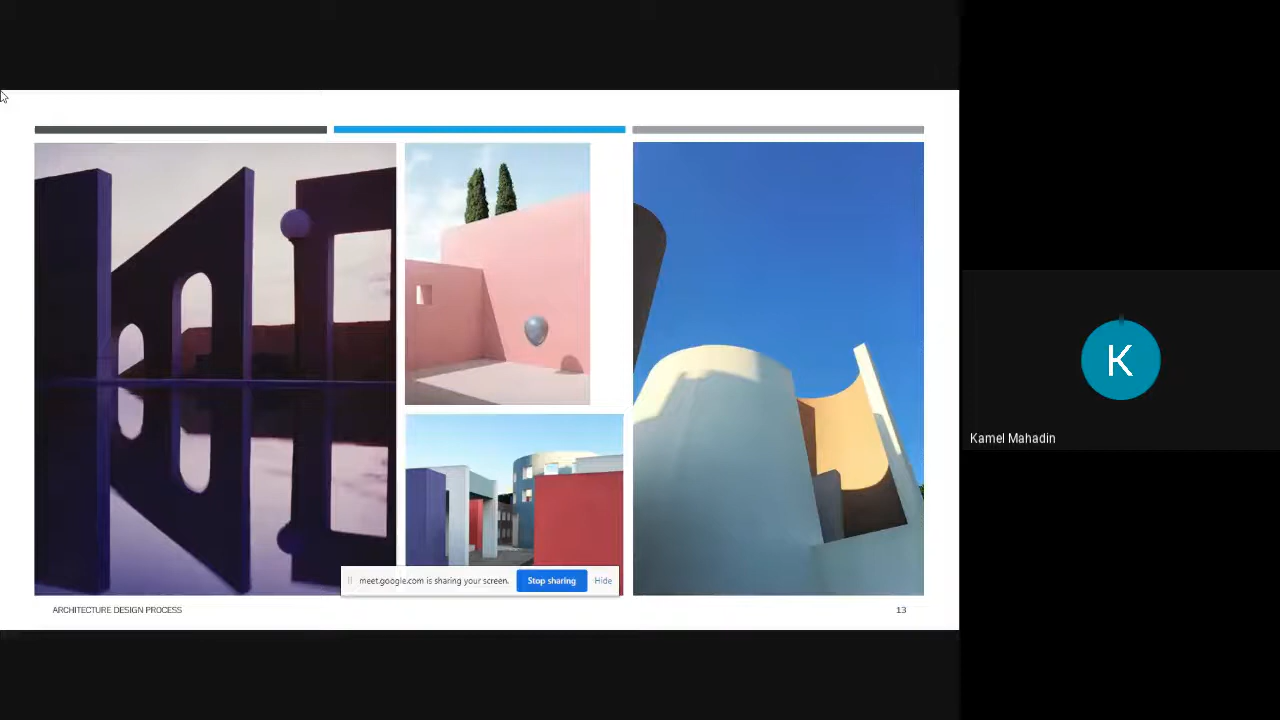 K
Kamel Mahadin
meet.google.com is sharing your screen.
Stop sharing
Hide
ARCHITECTURE DESIGN PROCESS
13